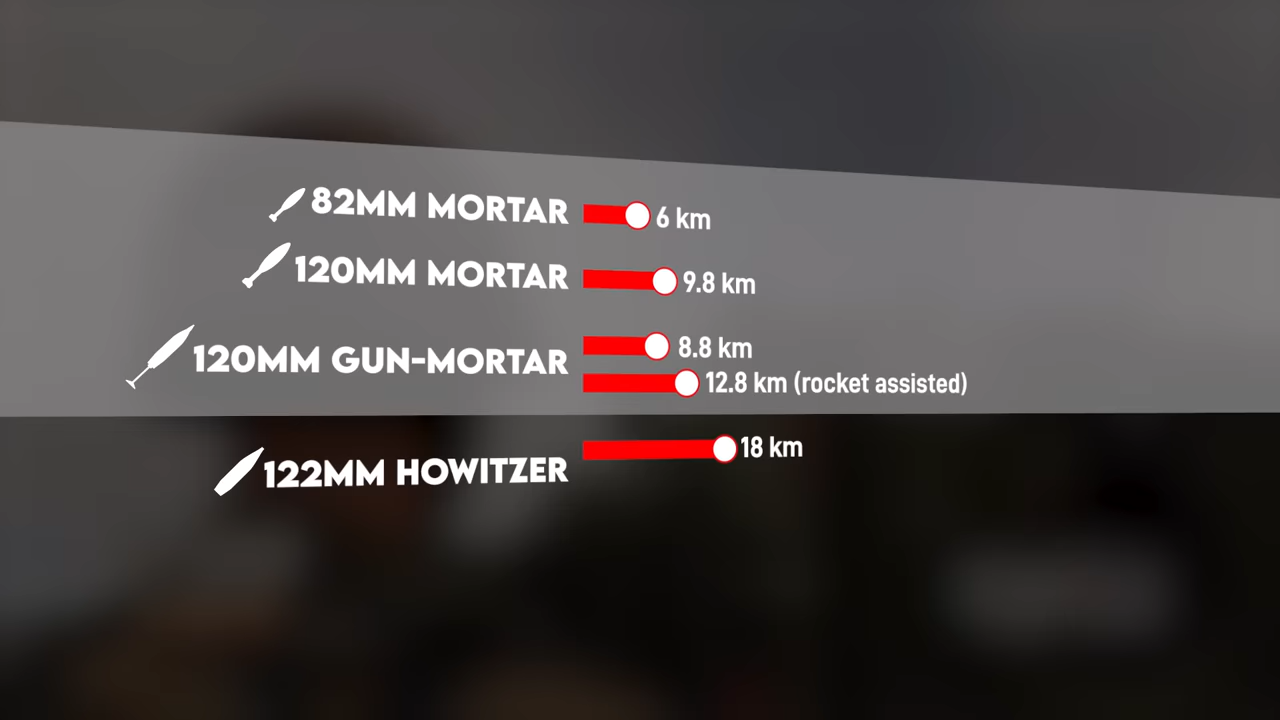 82MM MORTAR 6 km
120MM MORTAR 9.8 km
120MM GUN-MORTAR 8.8 km
12.8 km (rocket assisted)
122MM HOWITZER 18 km